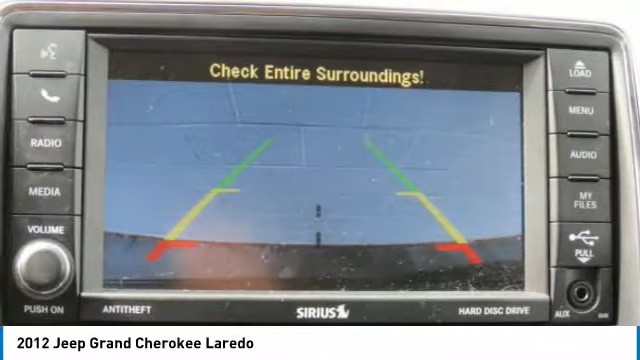 Check Entire Surroundings!
RADIO
MEDIA
VOLUME
PUSH ON
LOAD
MENU
AUDIO
MY
FILES
PULL
AUX
ANTITHEFT
SIRIUS
HARD DISC DRIVE
2012 Jeep Grand Cherokee Laredo